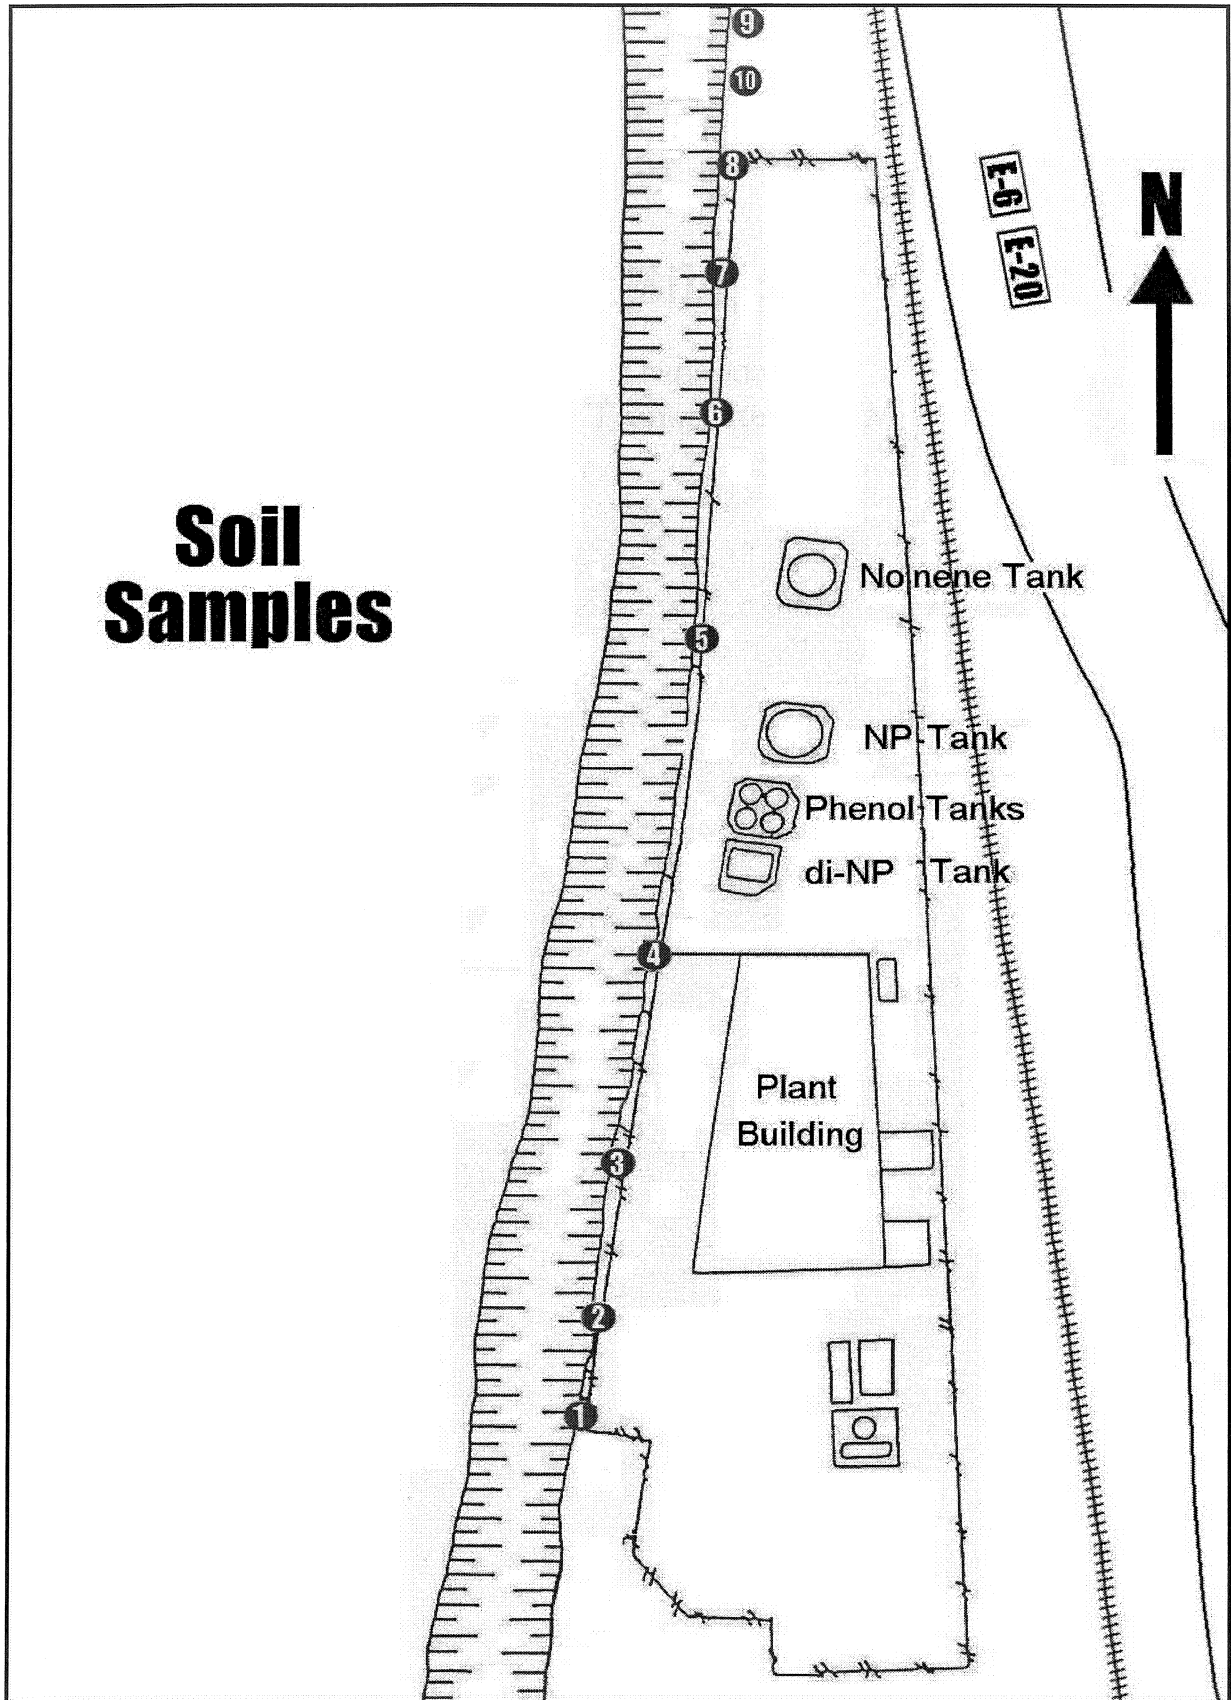 9
10
8
N
E-6
E-20
7
6
Soil
Samples
Nonene Tank
5
NP Tank
Phenol Tanks
di-NP Tank
4
Plant
Building
3
2
1